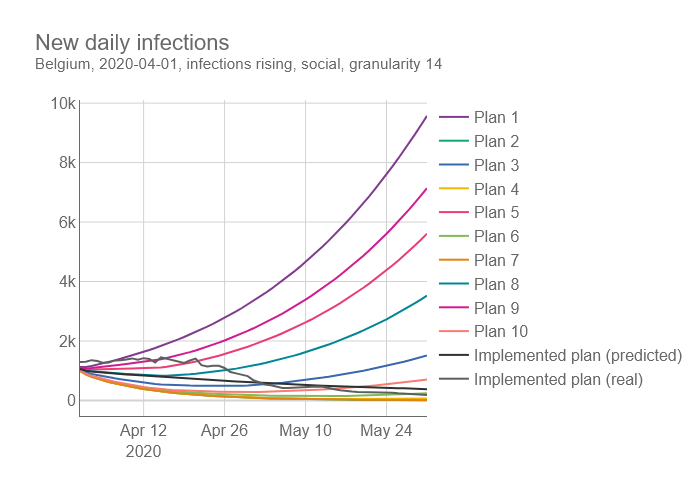 New daily infections
Belgium, 2020-04-01, infections rising, social, granularity 14
10k
8k
6k
4k
2k
0
Apr 12
2020
Apr 26
May 10
May 24
Plan 1
Plan 2
Plan 3
Plan 4
Plan 5
Plan 6
Plan 7
Plan 8
Plan 9
Plan 10
Implemented plan (predicted)
Implemented plan (real)